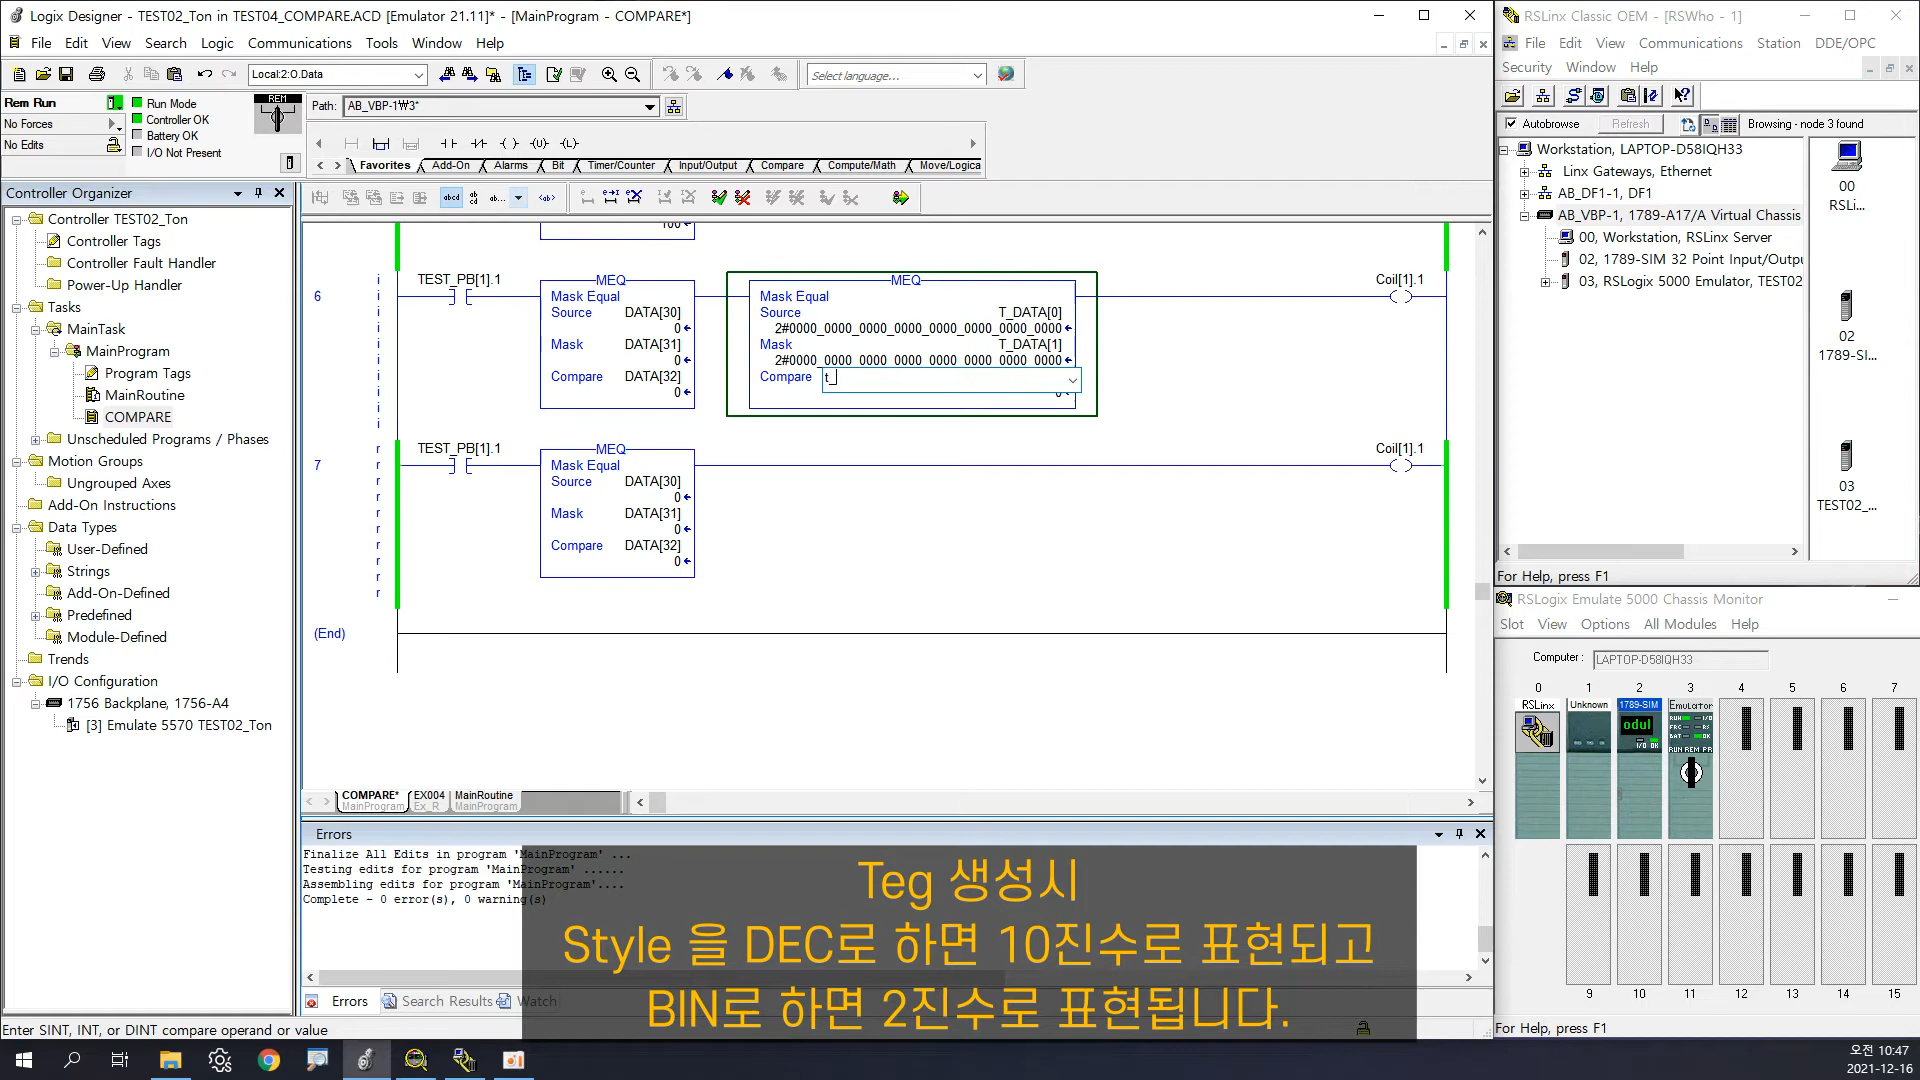 Logix Designer - TEST02_Ton in TEST04_COMPARE.ACD [Emulator 21.11]* - [MainProgram - COMPARE*]
File Edit View Search Logic Communications Tools Window Help
Local:2:O.Data
Select language...
Rem Run
No Forces
No Edits
Run Mode
Controller OK
Battery OK
I/O Not Present
REM
Path: AB_VBP-1₩3*
Favorites Add-On Alarms Bit Timer/Counter Input/Output Compare Compute/Math Move/Logica
Controller Organizer
Controller TEST02_Ton
Controller Tags
Controller Fault Handler
Power-Up Handler
Tasks
MainTask
MainProgram
Program Tags
MainRoutine
COMPARE
Unscheduled Programs / Phases
Motion Groups
Ungrouped Axes
Add-On Instructions
Data Types
User-Defined
Strings
Add-On-Defined
Predefined
Module-Defined
Trends
I/O Configuration
1756 Backplane, 1756-A4
[3] Emulate 5570 TEST02_Ton
abcd
ab...
100
6
i
i
i
i
i
i
i
i
i
i
TEST_PB[1].1
MEQ
Mask Equal
Source DATA[30]
0
Mask DATA[31]
0
Compare DATA[32]
0
MEQ
Mask Equal
Source T_DATA[0]
2#0000_0000_0000_0000_0000_0000_0000_0000
Mask T_DATA[1]
2#0000_0000_0000_0000_0000_0000_0000_0000
Compare t_
0
Coil[1].1
7
r
r
r
r
r
r
r
r
r
r
TEST_PB[1].1
MEQ
Mask Equal
Source DATA[30]
0
Mask DATA[31]
0
Compare DATA[32]
0
Coil[1].1
(End)
COMPARE* EX004 MainRoutine
MainProgram Ex_R MainProgram
Errors
Finalize All Edits in program 'MainProgram' ...
Testing edits for program 'MainProgram' ......
Assembling edits for program 'MainProgram'....
Complete - 0 error(s), 0 warning(s)
Errors Search Results Watch
Enter SINT, INT, or DINT compare operand or value
Teg 생성시
Style 을 DEC로 하면 10진수로 표현되고
BIN로 하면 2진수로 표현됩니다.
RSLinx Classic OEM - [RSWho - 1]
File Edit View Communications Station DDE/OPC
Security Window Help
Autobrowse Refresh Browsing - node 3 found
Workstation, LAPTOP-D58IQH33
Linx Gateways, Ethernet
AB_DF1-1, DF1
AB_VBP-1, 1789-A17/A Virtual Chassis
00, Workstation, RSLinx Server
02, 1789-SIM 32 Point Input/Outpu
03, RSLogix 5000 Emulator, TEST02
00
RSLi...
02
1789-SI...
03
TEST02_...
For Help, press F1
RSLogix Emulate 5000 Chassis Monitor
Slot View Options All Modules Help
Computer : LAPTOP-D58IQH33
0 1 2 3 4 5 6 7
RSLinx Unknown 1789-SIM Emulator
odul
I/O OK
RUN I/O
FRC RS
BAT OK
RUN REM PR
9 10 11 12 13 14 15
For Help, press F1
오전 10:47
2021-12-16